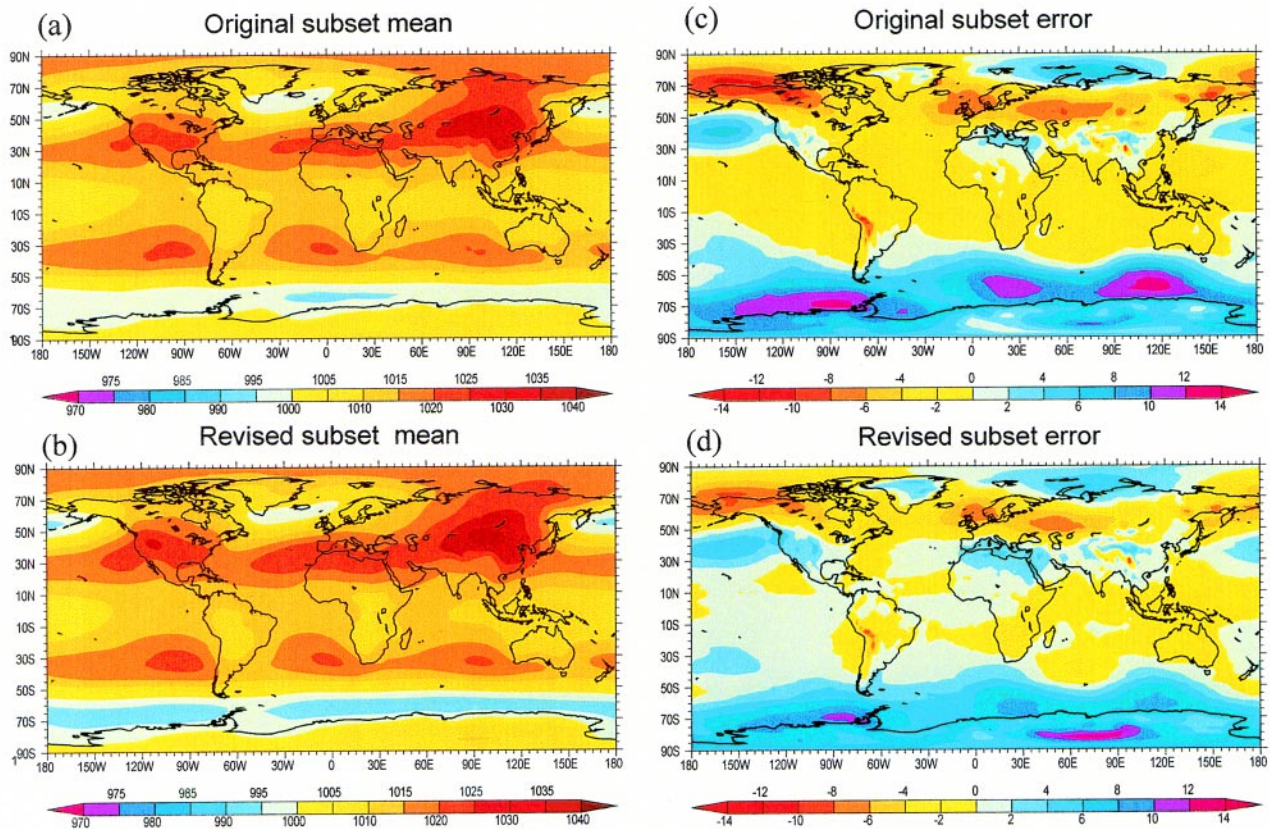 (a) Original subset mean
90N
70N
50N
30N
10N
10S
30S
50S
70S
90S
180 150W 120W 90W 60W 30W 0 30E 60E 90E 120E 150E 180
975 985 995 1005 1015 1025 1035
970 980 990 1000 1010 1020 1030 1040
(c) Original subset error
90N
70N
50N
30N
10N
10S
30S
50S
70S
90S
180 150W 120W 90W 60W 30W 0 30E 60E 90E 120E 150E 180
-12 -8 -4 0 4 8 12
-14 -10 -6 -2 2 6 10 14
(b) Revised subset mean
90N
70N
50N
30N
10N
10S
30S
50S
70S
90S
180 150W 120W 90W 60W 30W 0 30E 60E 90E 120E 150E 180
975 985 995 1005 1015 1025 1035
970 980 990 1000 1010 1020 1030 1040
(d) Revised subset error
90N
70N
50N
30N
10N
10S
30S
50S
70S
90S
180 150W 120W 90W 60W 30W 0 30E 60E 90E 120E 150E 180
-12 -8 -4 0 4 8 12
-14 -10 -6 -2 2 6 10 14